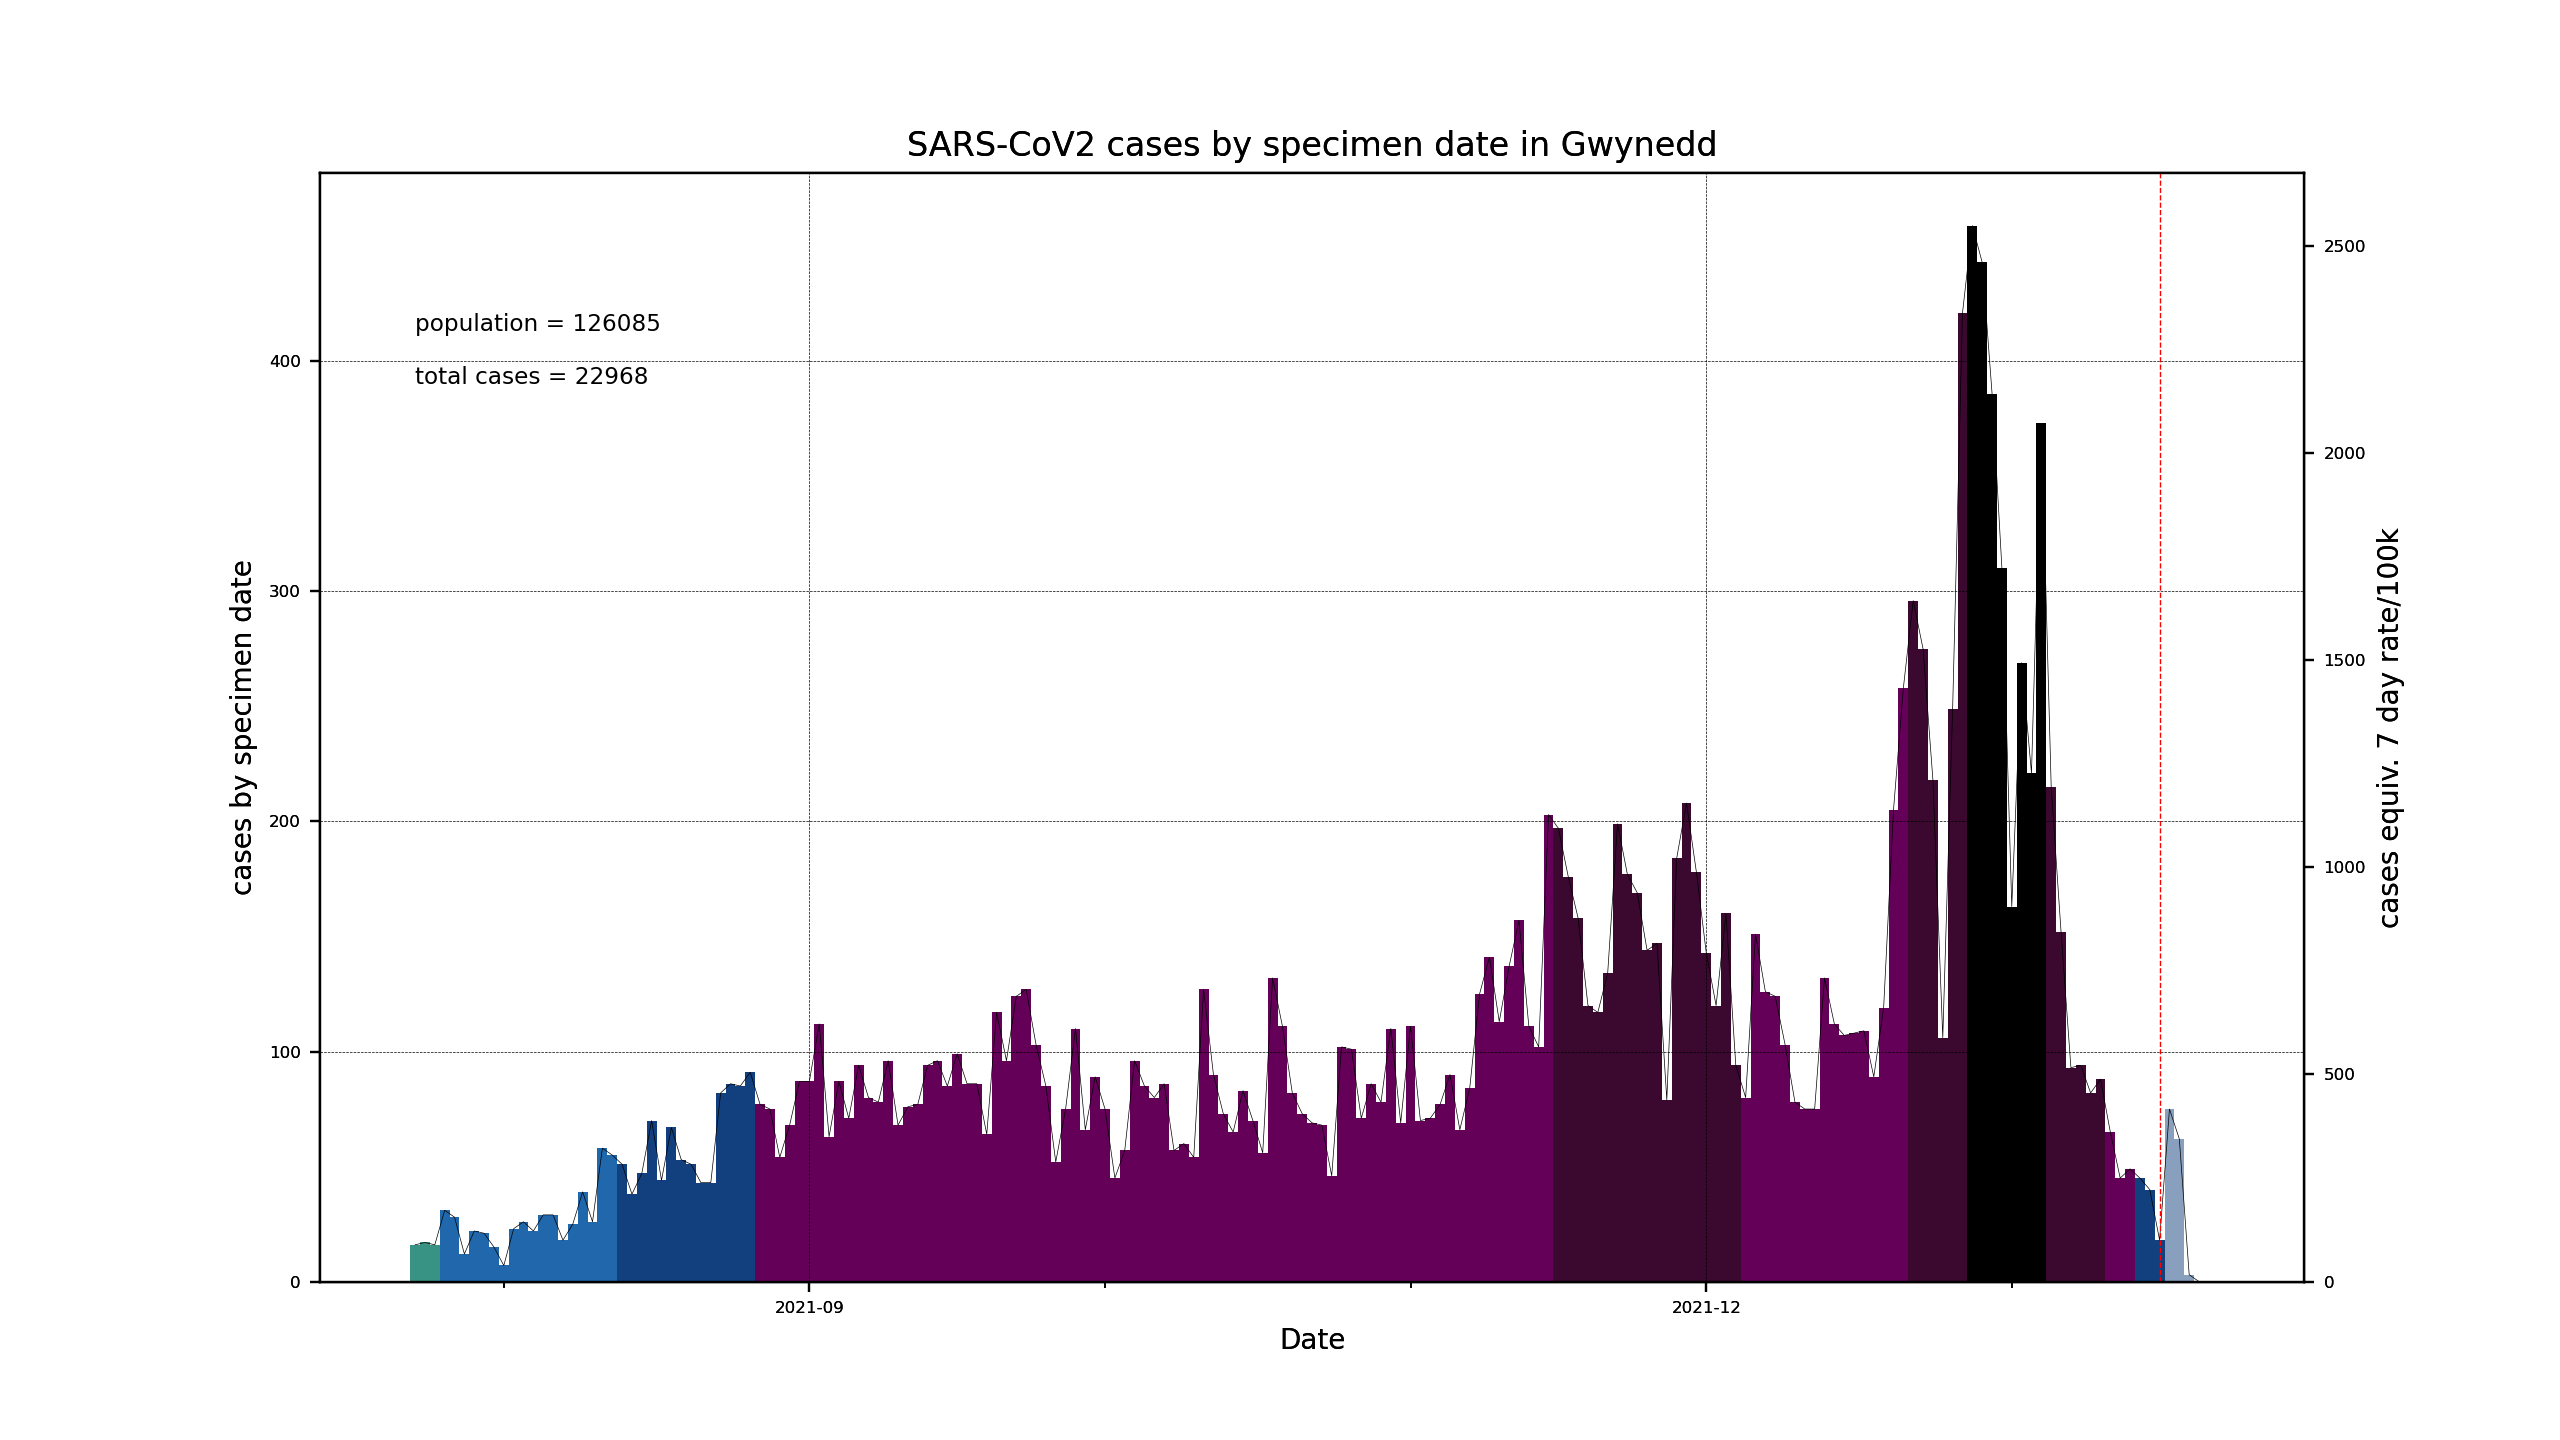 SARS-CoV2 cases by specimen date in Gwynedd
population = 126085
total cases = 22968
cases by specimen date
400
300
200
100
0
2500
2000
1500
1000
500
0
cases equiv. 7 day rate/100k
2021-09
2021-12
Date